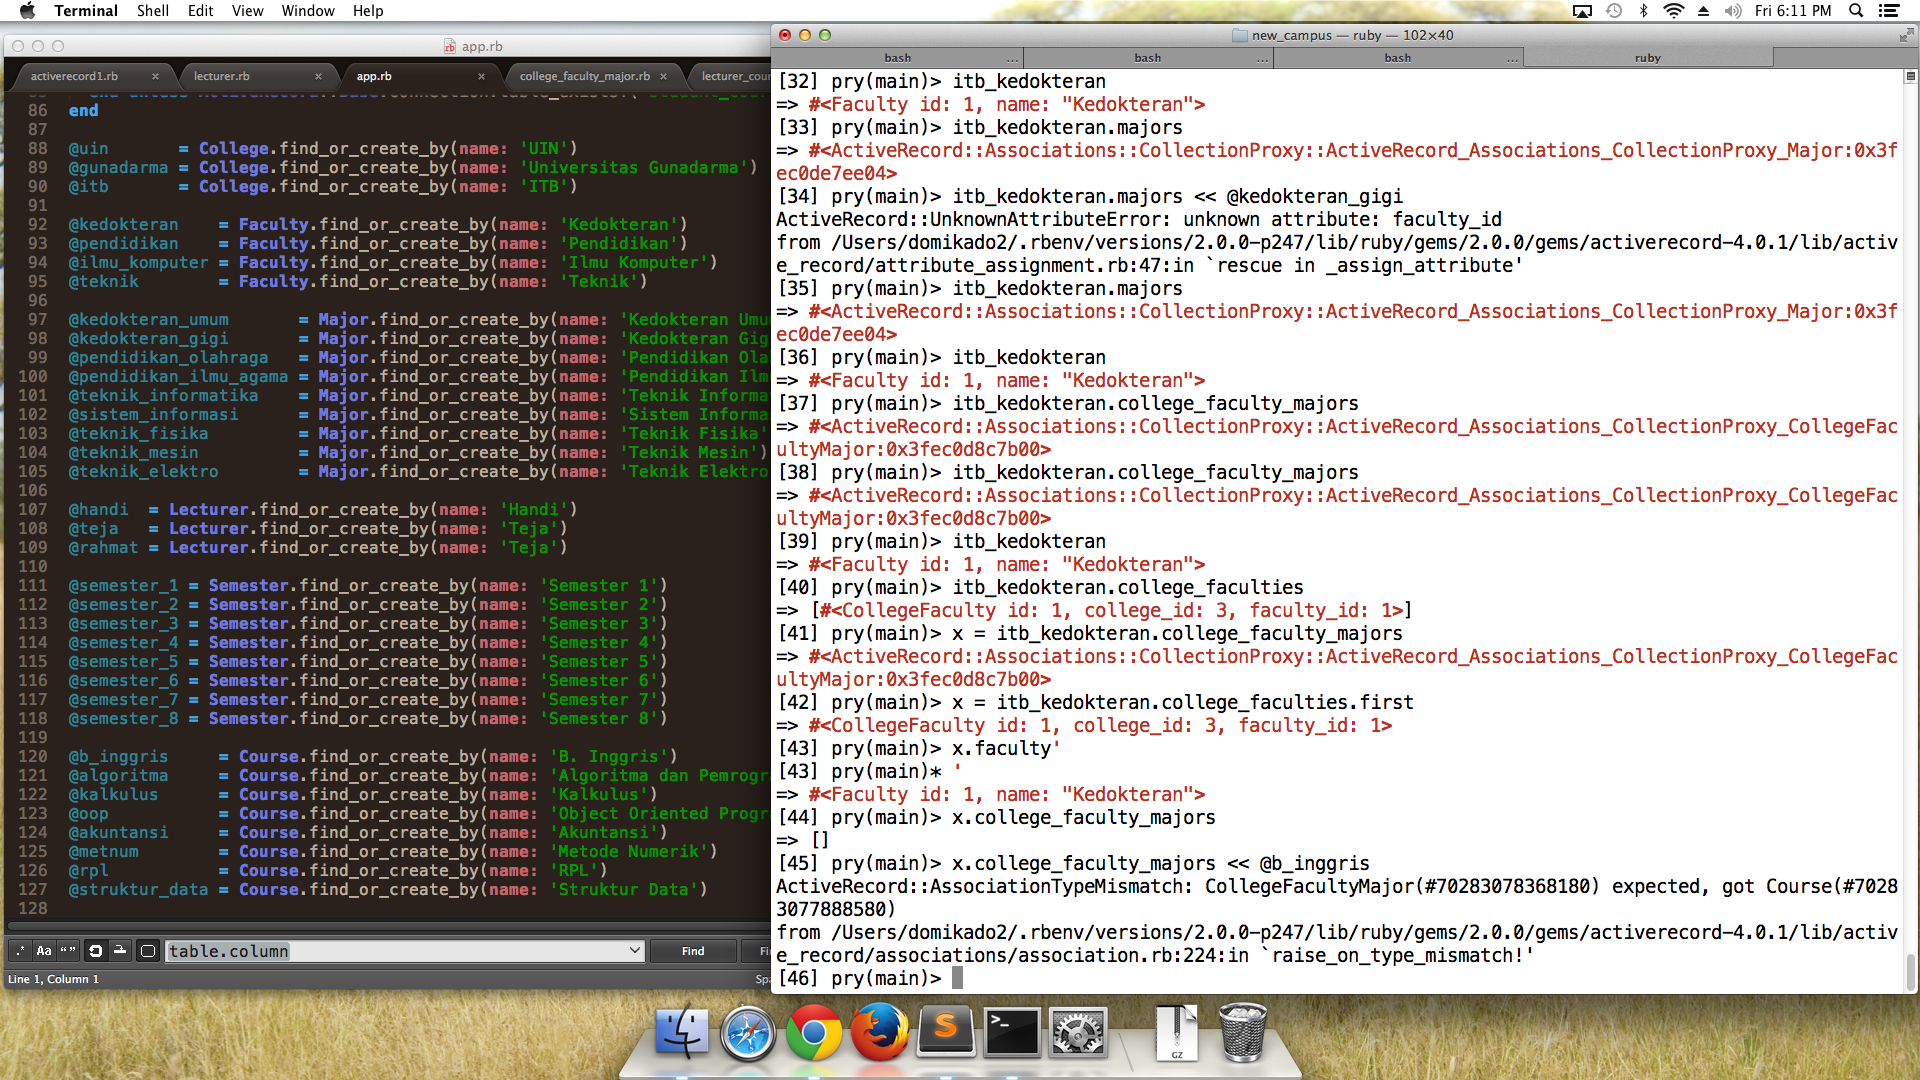 Terminal Shell Edit View Window Help
Fri 6:11 PM
app.rb
activerecord1.rb lecturer.rb app.rb college_faculty_major.rb lecturer_cou
86 end
87
88 @uin       = College.find_or_create_by(name: 'UIN')
89 @gunadarma = College.find_or_create_by(name: 'Universitas Gunadarma')
90 @itb       = College.find_or_create_by(name: 'ITB')
91
92 @kedokteran    = Faculty.find_or_create_by(name: 'Kedokteran')
93 @pendidikan    = Faculty.find_or_create_by(name: 'Pendidikan')
94 @ilmu_komputer = Faculty.find_or_create_by(name: 'Ilmu Komputer')
95 @teknik        = Faculty.find_or_create_by(name: 'Teknik')
96
97 @kedokteran_umum       = Major.find_or_create_by(name: 'Kedokteran Umu
98 @kedokteran_gigi       = Major.find_or_create_by(name: 'Kedokteran Gig
99 @pendidikan_olahraga   = Major.find_or_create_by(name: 'Pendidikan Ola
100 @pendidikan_ilmu_agama = Major.find_or_create_by(name: 'Pendidikan Ilm
101 @teknik_informatika    = Major.find_or_create_by(name: 'Teknik Informa
102 @sistem_informasi      = Major.find_or_create_by(name: 'Sistem Informa
103 @teknik_fisika         = Major.find_or_create_by(name: 'Teknik Fisika'
104 @teknik_mesin          = Major.find_or_create_by(name: 'Teknik Mesin')
105 @teknik_elektro        = Major.find_or_create_by(name: 'Teknik Elektro
106
107 @handi  = Lecturer.find_or_create_by(name: 'Handi')
108 @teja   = Lecturer.find_or_create_by(name: 'Teja')
109 @rahmat = Lecturer.find_or_create_by(name: 'Teja')
110
111 @semester_1 = Semester.find_or_create_by(name: 'Semester 1')
112 @semester_2 = Semester.find_or_create_by(name: 'Semester 2')
113 @semester_3 = Semester.find_or_create_by(name: 'Semester 3')
114 @semester_4 = Semester.find_or_create_by(name: 'Semester 4')
115 @semester_5 = Semester.find_or_create_by(name: 'Semester 5')
116 @semester_6 = Semester.find_or_create_by(name: 'Semester 6')
117 @semester_7 = Semester.find_or_create_by(name: 'Semester 7')
118 @semester_8 = Semester.find_or_create_by(name: 'Semester 8')
119
120 @b_inggris     = Course.find_or_create_by(name: 'B. Inggris')
121 @algoritma     = Course.find_or_create_by(name: 'Algoritma dan Pemrogr
122 @kalkulus      = Course.find_or_create_by(name: 'Kalkulus')
123 @oop           = Course.find_or_create_by(name: 'Object Oriented Progr
124 @akuntansi     = Course.find_or_create_by(name: 'Akuntansi')
125 @metnum        = Course.find_or_create_by(name: 'Metode Numerik')
126 @rpl           = Course.find_or_create_by(name: 'RPL')
127 @struktur_data = Course.find_or_create_by(name: 'Struktur Data')
128
.* Aa “” table.column Find Fi
Line 1, Column 1 Spa
new_campus — ruby — 102×40
bash ... bash ... bash ... ruby
[32] pry(main)> itb_kedokteran
=> #<Faculty id: 1, name: "Kedokteran">
[33] pry(main)> itb_kedokteran.majors
=> #<ActiveRecord::Associations::CollectionProxy::ActiveRecord_Associations_CollectionProxy_Major:0x3f
ec0de7ee04>
[34] pry(main)> itb_kedokteran.majors << @kedokteran_gigi
ActiveRecord::UnknownAttributeError: unknown attribute: faculty_id
from /Users/domikado2/.rbenv/versions/2.0.0-p247/lib/ruby/gems/2.0.0/gems/activerecord-4.0.1/lib/activ
e_record/attribute_assignment.rb:47:in `rescue in _assign_attribute'
[35] pry(main)> itb_kedokteran.majors
=> #<ActiveRecord::Associations::CollectionProxy::ActiveRecord_Associations_CollectionProxy_Major:0x3f
ec0de7ee04>
[36] pry(main)> itb_kedokteran
=> #<Faculty id: 1, name: "Kedokteran">
[37] pry(main)> itb_kedokteran.college_faculty_majors
=> #<ActiveRecord::Associations::CollectionProxy::ActiveRecord_Associations_CollectionProxy_CollegeFac
ultyMajor:0x3fec0d8c7b00>
[38] pry(main)> itb_kedokteran.college_faculty_majors
=> #<ActiveRecord::Associations::CollectionProxy::ActiveRecord_Associations_CollectionProxy_CollegeFac
ultyMajor:0x3fec0d8c7b00>
[39] pry(main)> itb_kedokteran
=> #<Faculty id: 1, name: "Kedokteran">
[40] pry(main)> itb_kedokteran.college_faculties
=> [#<CollegeFaculty id: 1, college_id: 3, faculty_id: 1>]
[41] pry(main)> x = itb_kedokteran.college_faculty_majors
=> #<ActiveRecord::Associations::CollectionProxy::ActiveRecord_Associations_CollectionProxy_CollegeFac
ultyMajor:0x3fec0d8c7b00>
[42] pry(main)> x = itb_kedokteran.college_faculties.first
=> #<CollegeFaculty id: 1, college_id: 3, faculty_id: 1>
[43] pry(main)> x.faculty'
[43] pry(main)* '
=> #<Faculty id: 1, name: "Kedokteran">
[44] pry(main)> x.college_faculty_majors
=> []
[45] pry(main)> x.college_faculty_majors << @b_inggris
ActiveRecord::AssociationTypeMismatch: CollegeFacultyMajor(#70283078368180) expected, got Course(#7028
3077888580)
from /Users/domikado2/.rbenv/versions/2.0.0-p247/lib/ruby/gems/2.0.0/gems/activerecord-4.0.1/lib/activ
e_record/associations/association.rb:224:in `raise_on_type_mismatch!'
[46] pry(main)>
GZ